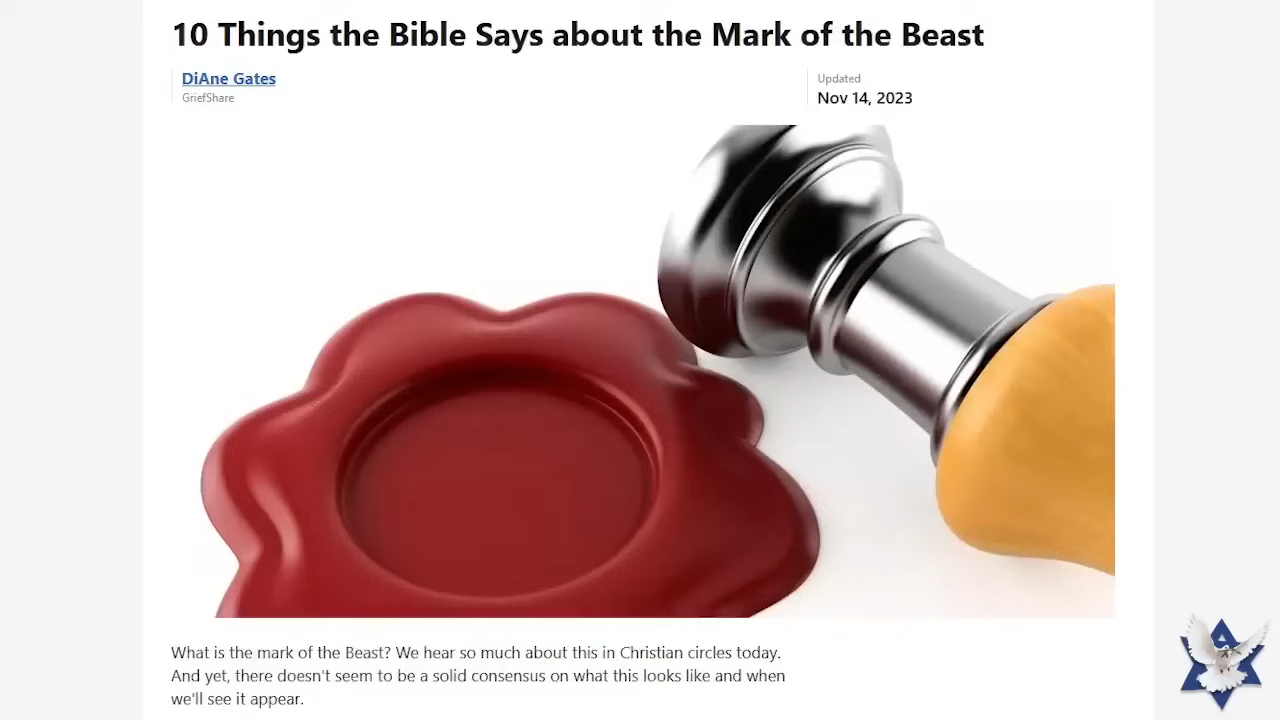 10 Things the Bible Says about the Mark of the Beast
DiAne Gates
GriefShare
Updated
Nov 14, 2023
What is the mark of the Beast? We hear so much about this in Christian circles today.
And yet, there doesn't seem to be a solid consensus on what this looks like and when
we'll see it appear.